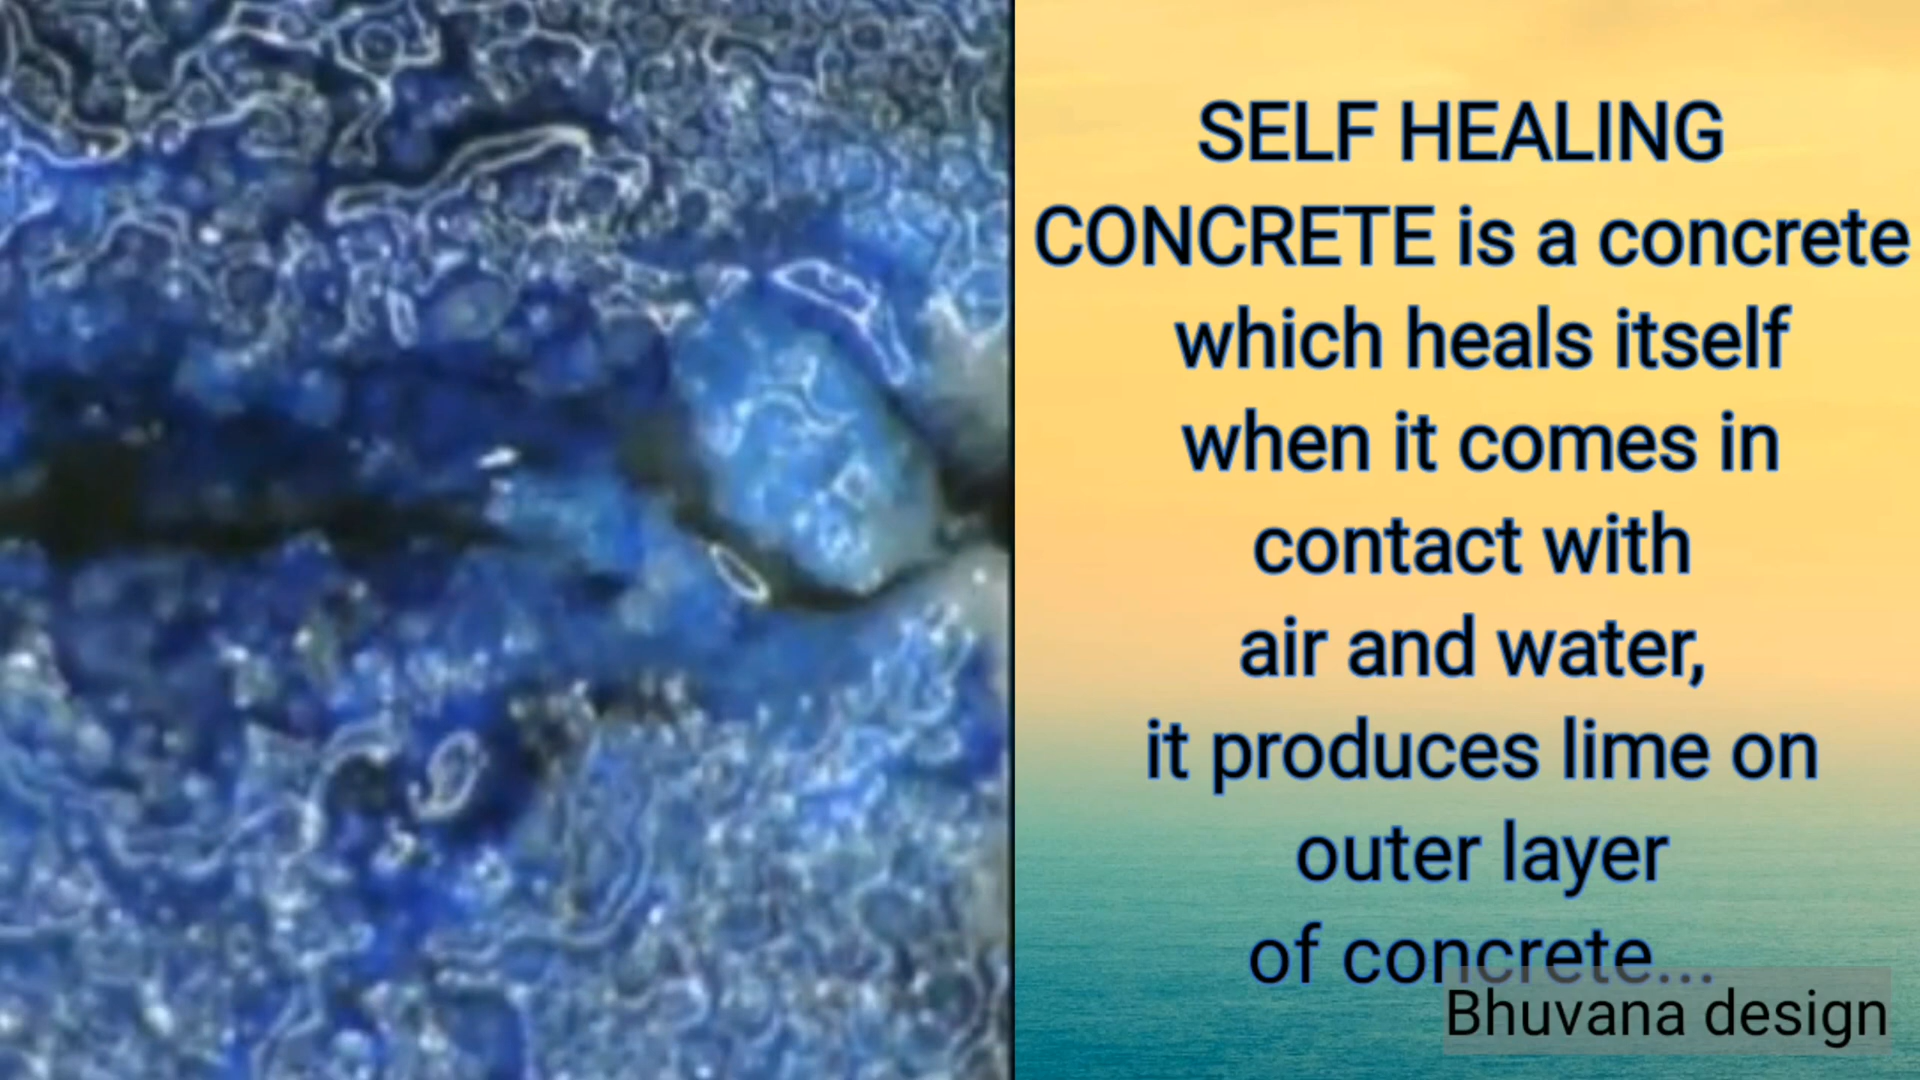 SELF HEALING
CONCRETE is a concrete
which heals itself
when it comes in
contact with
air and water,
it produces lime on
outer layer
of concrete...
Bhuvana design